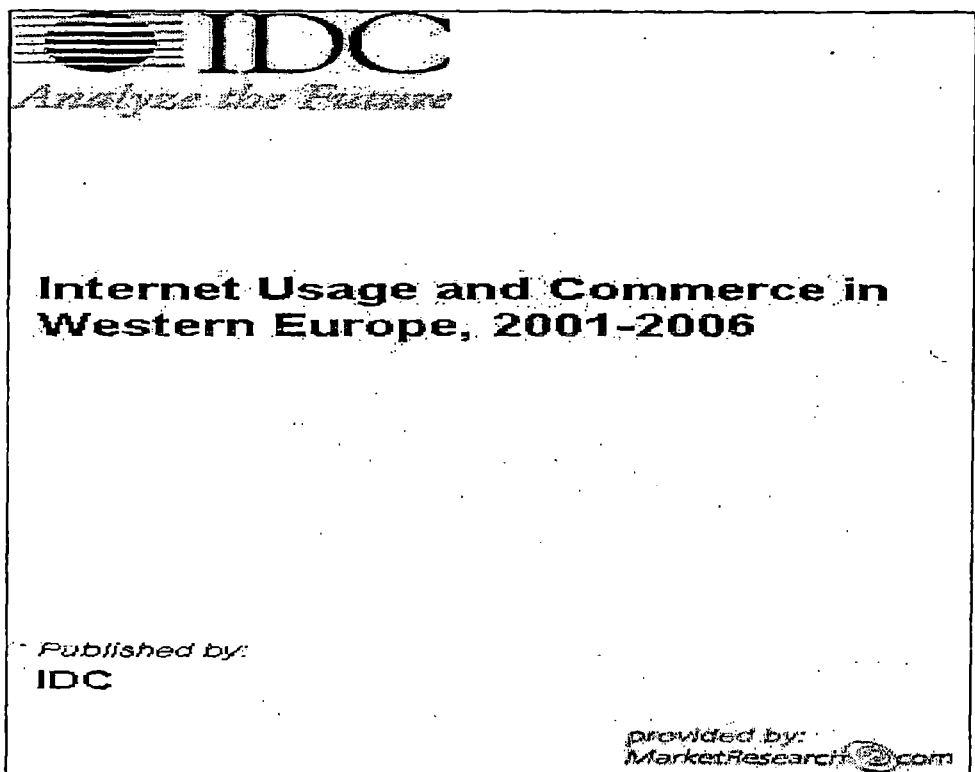 IDC
Analyze the Future
Internet Usage and Commerce in
Western Europe, 2001-2006
Published by:
IDC
provided by:
MarketResearch.com